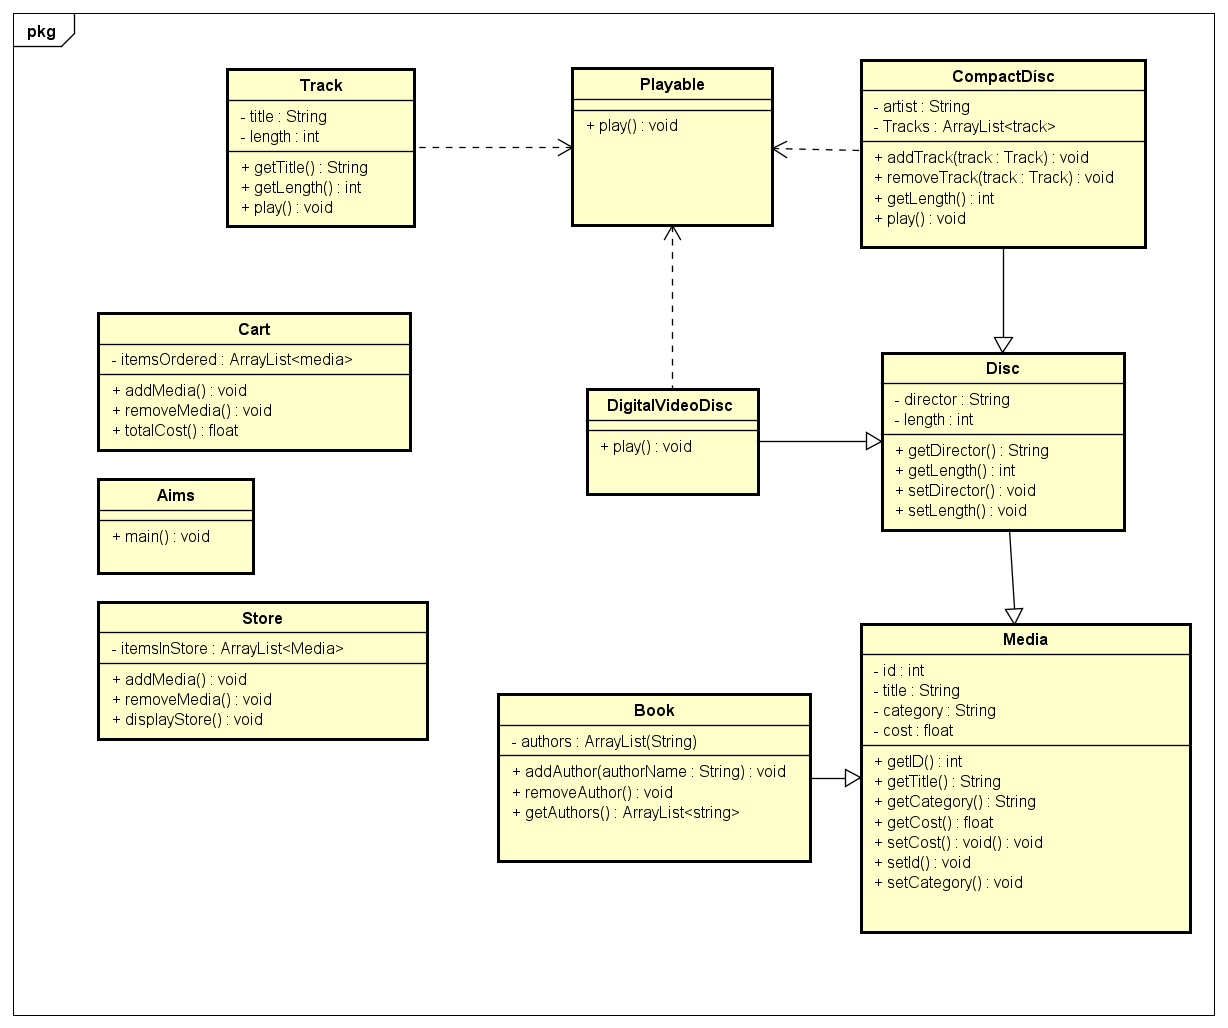 pkg
Track
- title : String
- length : int
+ getTitle() : String
+ getLength() : int
+ play() : void
Playable
+ play() : void
CompactDisc
- artist : String
- Tracks : ArrayList<track>
+ addTrack(track : Track) : void
+ removeTrack(track : Track) : void
+ getLength() : int
+ play() : void
Cart
- itemsOrdered : ArrayList<media>
+ addMedia() : void
+ removeMedia() : void
+ totalCost() : float
DigitalVideoDisc
+ play() : void
Disc
- director : String
- length : int
+ getDirector() : String
+ getLength() : int
+ setDirector() : void
+ setLength() : void
Aims
+ main() : void
Store
- itemsInStore : ArrayList<Media>
+ addMedia() : void
+ removeMedia() : void
+ displayStore() : void
Book
- authors : ArrayList(String)
+ addAuthor(authorName : String) : void
+ removeAuthor() : void
+ getAuthors() : ArrayList<string>
Media
- id : int
- title : String
- category : String
- cost : float
+ getID() : int
+ getTitle() : String
+ getCategory() : String
+ getCost() : float
+ setCost() : void() : void
+ setId() : void
+ setCategory() : void